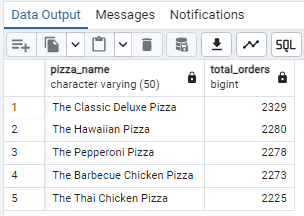 Data Output Messages Notifications
SQL
pizza_name total_orders
character varying (50) bigint
1 The Classic Deluxe Pizza 2329
2 The Hawaiian Pizza 2280
3 The Pepperoni Pizza 2278
4 The Barbecue Chicken Pizza 2273
5 The Thai Chicken Pizza 2225